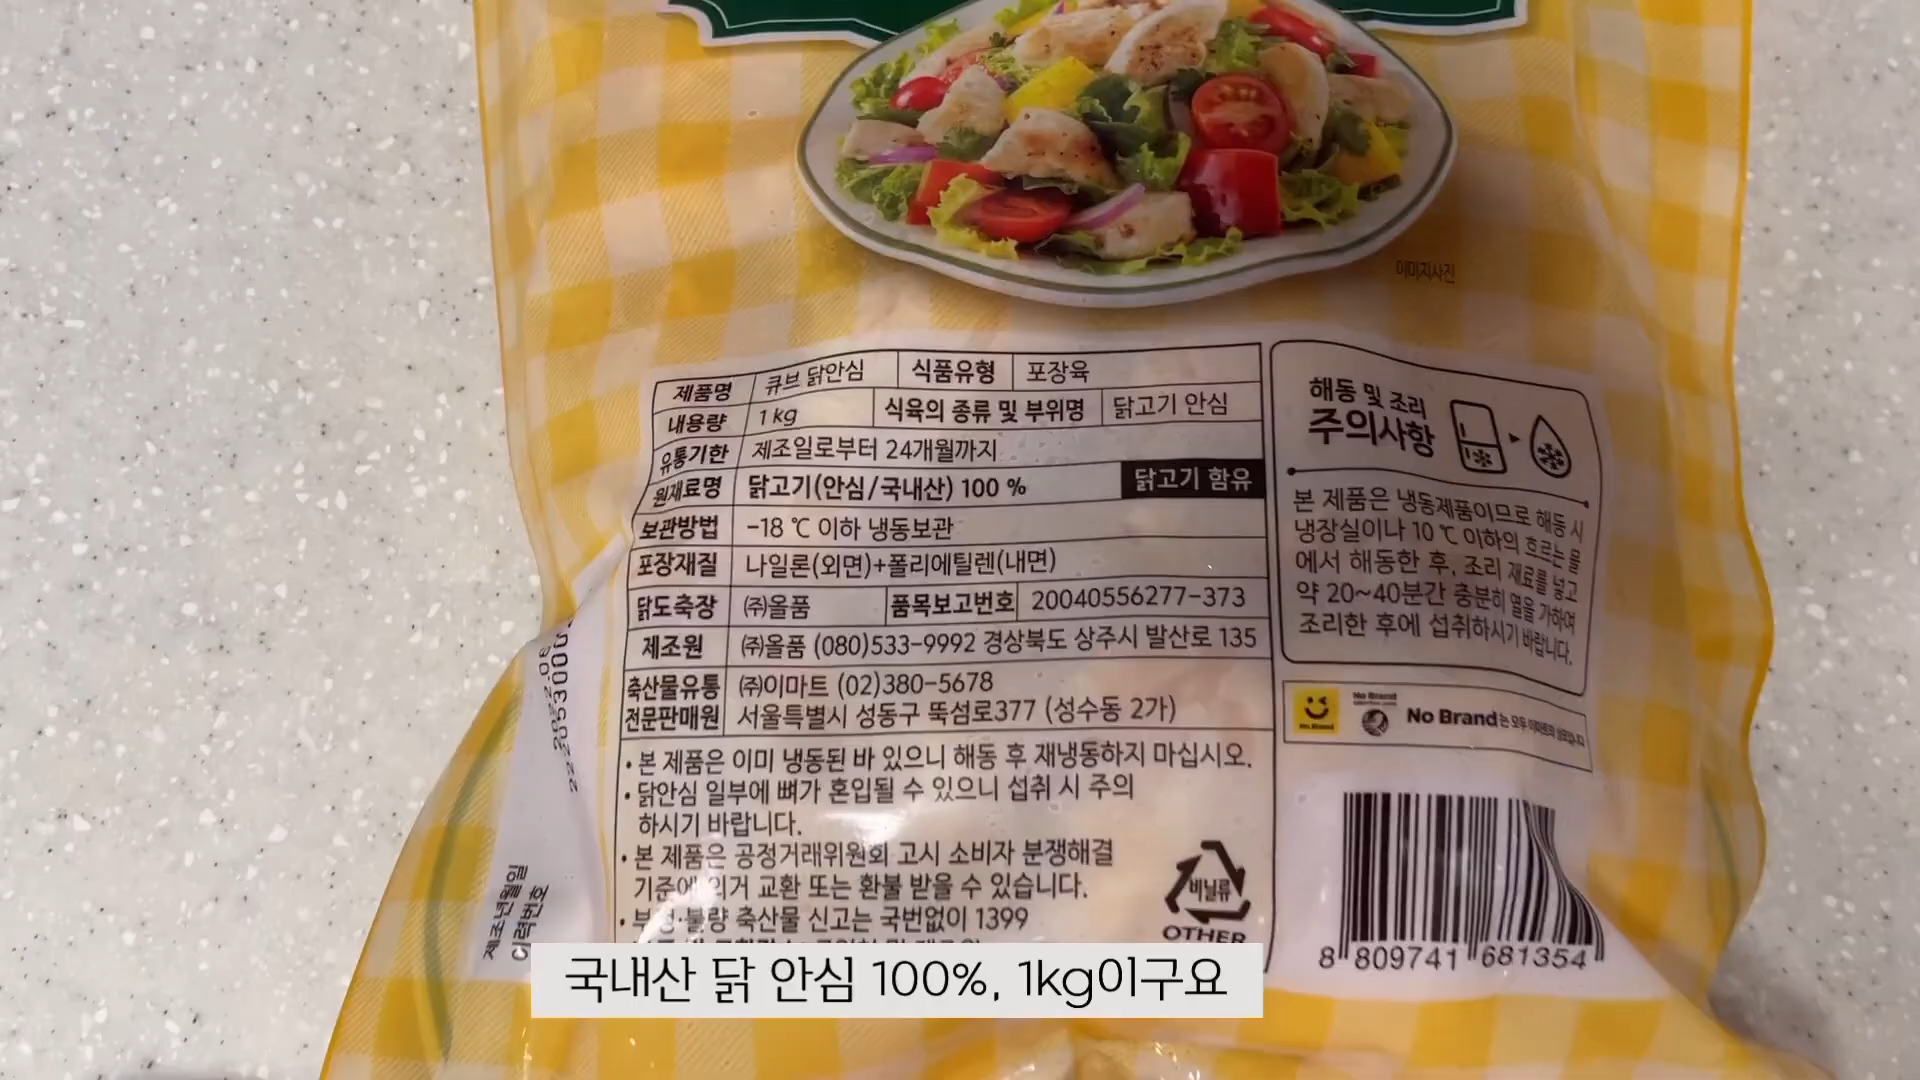 이미지사진
제품명 큐브 닭안심 식품유형 포장육
내용량 1 kg 식육의 종류 및 부위명 닭고기 안심
유통기한 제조일로부터 24개월까지
원재료명 닭고기(안심/국내산) 100 % 닭고기 함유
보관방법 -18 ℃ 이하 냉동보관
포장재질 나일론(외면)+폴리에틸렌(내면)
닭도축장 (주)올품 품목보고번호 20040556277-373
제조원 (주)올품 (080)533-9992 경상북도 상주시 발산로 135
축산물유통 (주)이마트 (02)380-5678
전문판매원 서울특별시 성동구 뚝섬로377 (성수동 2가)
• 본 제품은 이미 냉동된 바 있으니 해동 후 재냉동하지 마십시오.
• 닭안심 일부에 뼈가 혼입될 수 있으니 섭취 시 주의
하시기 바랍니다.
• 본 제품은 공정거래위원회 고시 소비자 분쟁해결
기준에 의거 교환 또는 환불 받을 수 있습니다.
• 부정·불량 축산물 신고는 국번없이 1399
비닐류
OTHER
해동 및 조리
주의사항
본 제품은 냉동제품이므로 해동 시
냉장실이나 10 ℃ 이하의 흐르는 물
에서 해동한 후, 조리 재료를 넣고
약 20~40분간 충분히 열을 가하여
조리한 후에 섭취하시기 바랍니다.
No Brand
No Brand는 모두
8 809741 681354
제조년월일
이력번호
국내산 닭 안심 100%, 1kg이구요